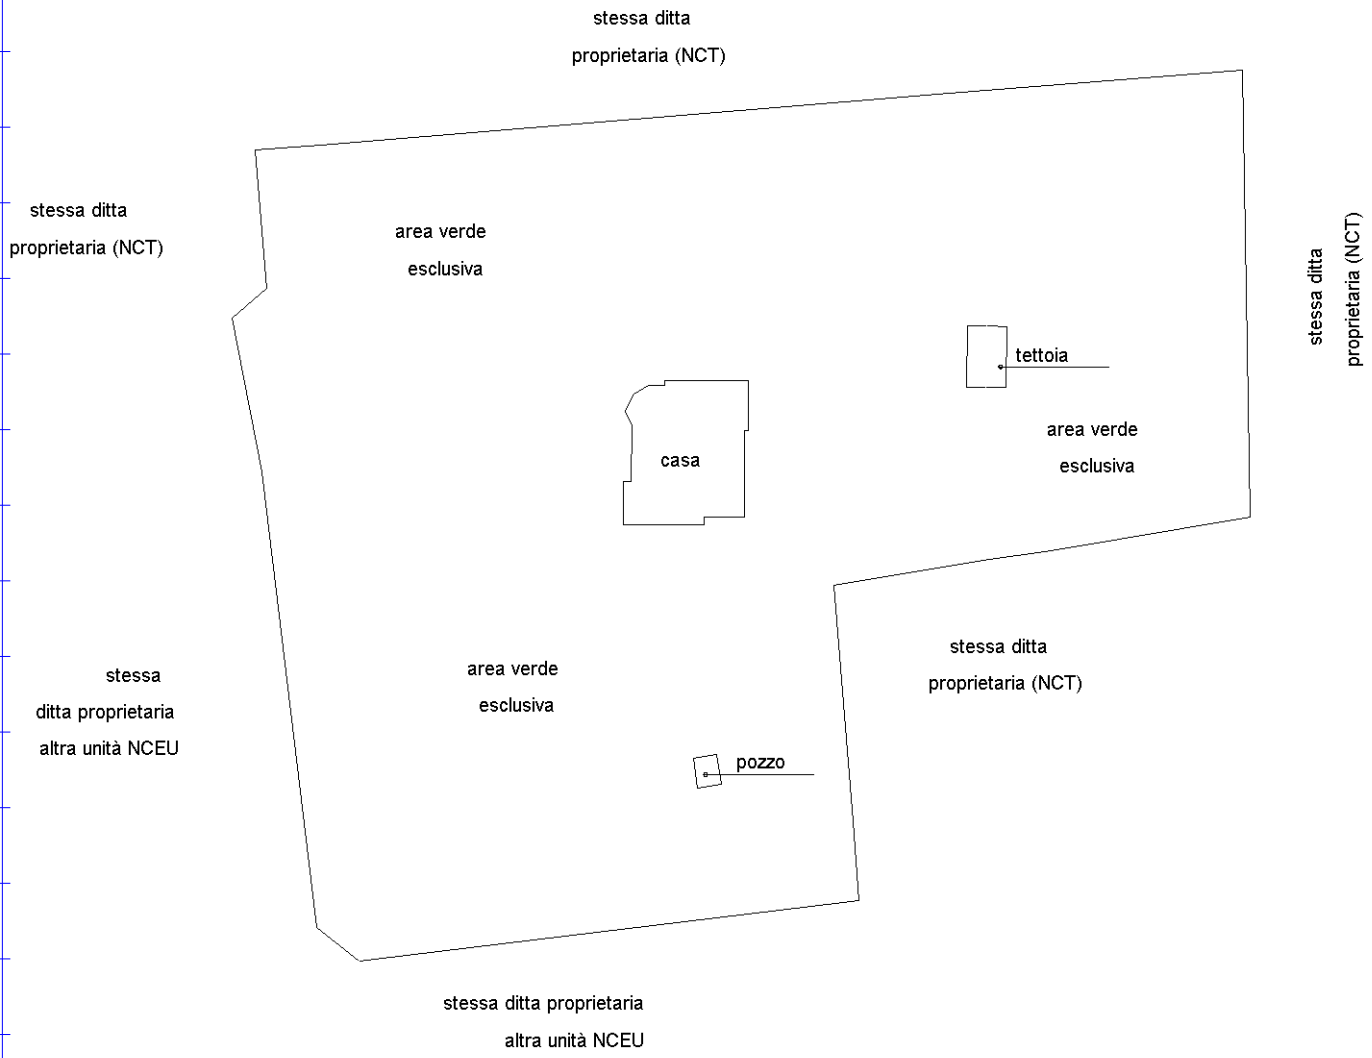 stessa ditta
proprietaria (NCT)
stessa ditta
proprietaria (NCT)
area verde
esclusiva
stessa ditta
proprietaria (NCT)
tettoia
area verde
esclusiva
casa
stessa ditta
proprietaria (NCT)
area verde
esclusiva
stessa
ditta proprietaria
altra unità NCEU
pozzo
stessa ditta proprietaria
altra unità NCEU